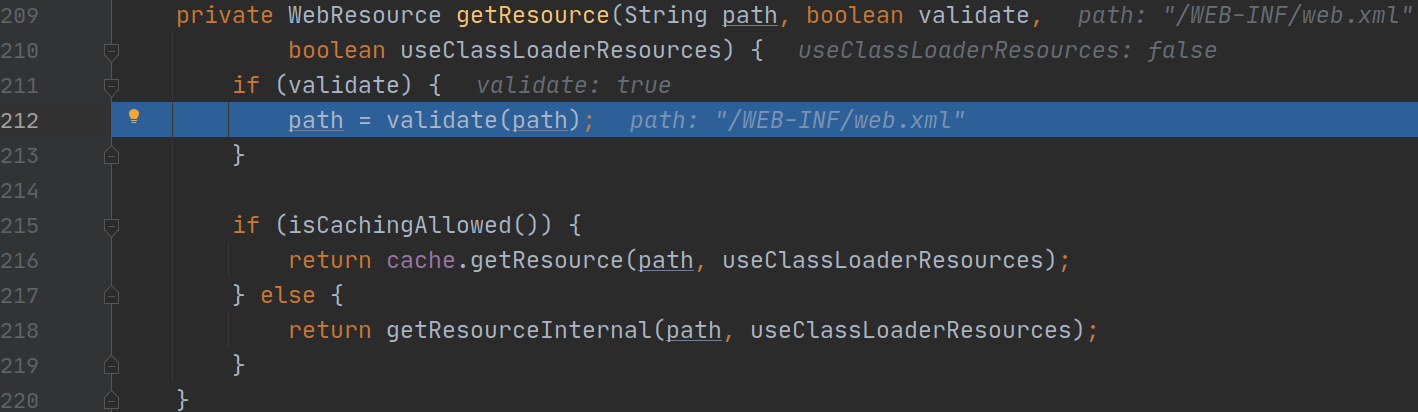 209 private WebResource getResource(String path, boolean validate, path: "/WEB-INF/web.xml"
210 boolean useClassLoaderResources) { useClassLoaderResources: false
211 if (validate) { validate: true
212 path = validate(path); path: "/WEB-INF/web.xml"
213 }
214
215 if (isCachingAllowed()) {
216 return cache.getResource(path, useClassLoaderResources);
217 } else {
218 return getResourceInternal(path, useClassLoaderResources);
219 }
220 }